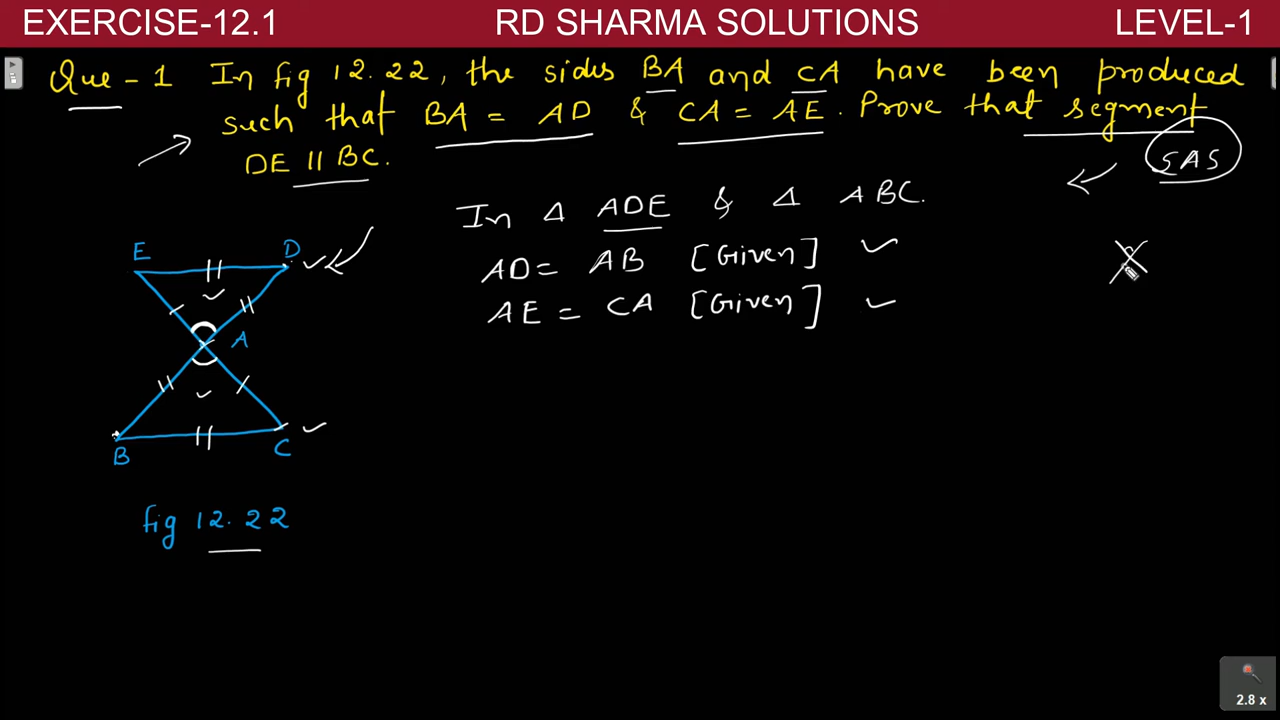 EXERCISE-12.1 RD SHARMA SOLUTIONS LEVEL-1
Que - 1 In fig 12.22, the sides BA and CA have been produced
such that BA = AD & CA = AE. Prove that segment
DE || BC.
SAS
In Δ ADE & Δ ABC.
AD = AB [Given] ✓
AE = CA [Given] ✓
E D
A
B C
fig 12.22
2.8 x